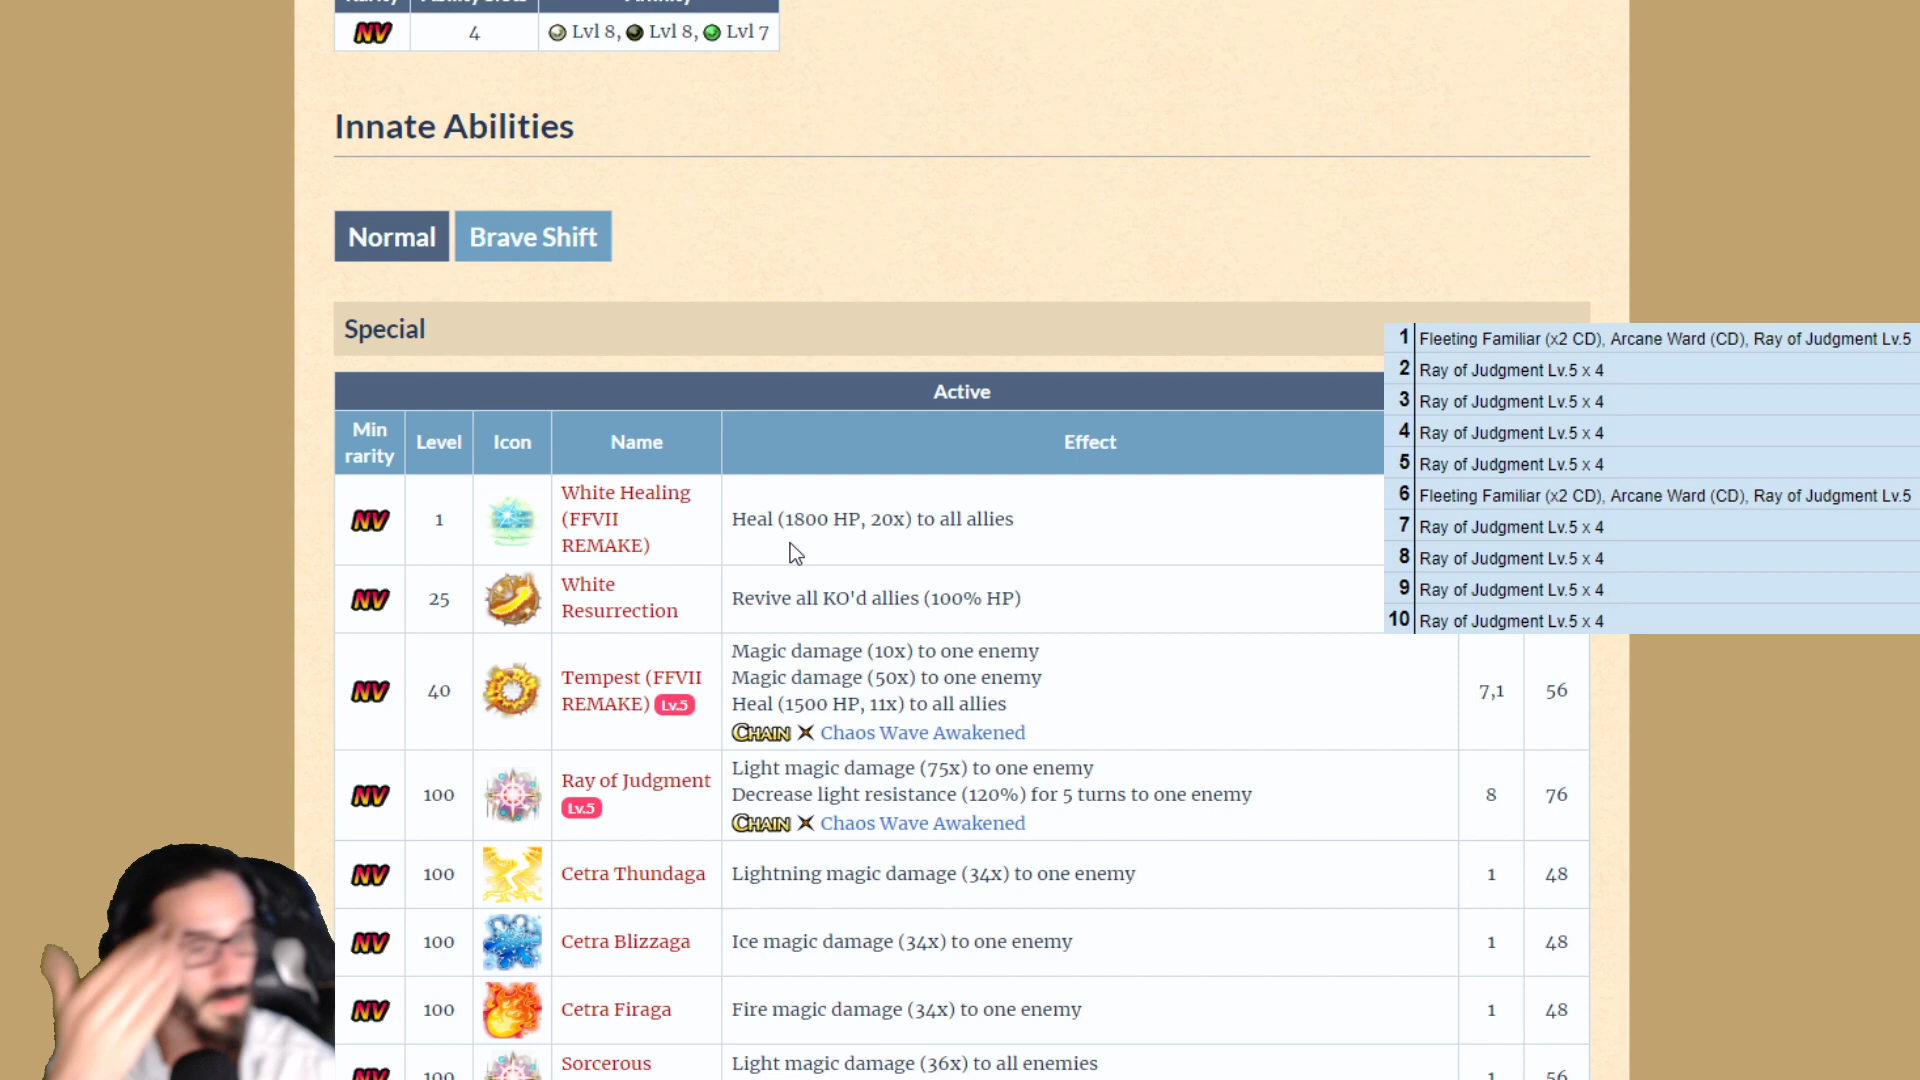 NV 4 Lvl 8, Lvl 8, Lvl 7
Innate Abilities
Normal Brave Shift
Special
Active
Min rarity Level Icon Name Effect
NV 1 White Healing (FFVII REMAKE) Heal (1800 HP, 20x) to all allies
NV 25 White Resurrection Revive all KO'd allies (100% HP)
NV 40 Tempest (FFVII REMAKE) Lv.5
Magic damage (10x) to one enemy
Magic damage (50x) to one enemy
Heal (1500 HP, 11x) to all allies
CHAIN Chaos Wave Awakened
7,1 56
NV 100 Ray of Judgment Lv.5
Light magic damage (75x) to one enemy
Decrease light resistance (120%) for 5 turns to one enemy
CHAIN Chaos Wave Awakened
8 76
NV 100 Cetra Thundaga Lightning magic damage (34x) to one enemy 1 48
NV 100 Cetra Blizzaga Ice magic damage (34x) to one enemy 1 48
NV 100 Cetra Firaga Fire magic damage (34x) to one enemy 1 48
NV 100 Sorcerous Light magic damage (36x) to all enemies 1 56
1 Fleeting Familiar (x2 CD), Arcane Ward (CD), Ray of Judgment Lv.5
2 Ray of Judgment Lv.5 x 4
3 Ray of Judgment Lv.5 x 4
4 Ray of Judgment Lv.5 x 4
5 Ray of Judgment Lv.5 x 4
6 Fleeting Familiar (x2 CD), Arcane Ward (CD), Ray of Judgment Lv.5
7 Ray of Judgment Lv.5 x 4
8 Ray of Judgment Lv.5 x 4
9 Ray of Judgment Lv.5 x 4
10 Ray of Judgment Lv.5 x 4